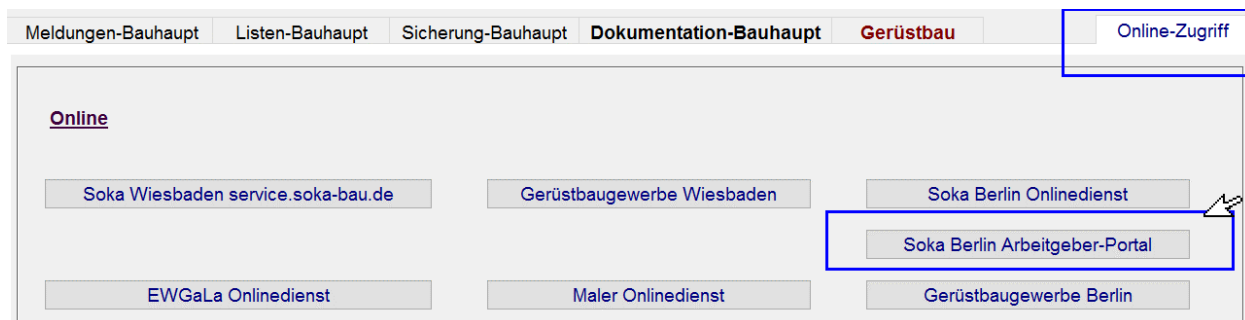 Meldungen-Bauhaupt Listen-Bauhaupt Sicherung-Bauhaupt Dokumentation-Bauhaupt Gerüstbau Online-Zugriff
Online
Soka Wiesbaden service.soka-bau.de Gerüstbaugewerbe Wiesbaden Soka Berlin Onlinedienst
Soka Berlin Arbeitgeber-Portal
EWGaLa Onlinedienst Maler Onlinedienst Gerüstbaugewerbe Berlin